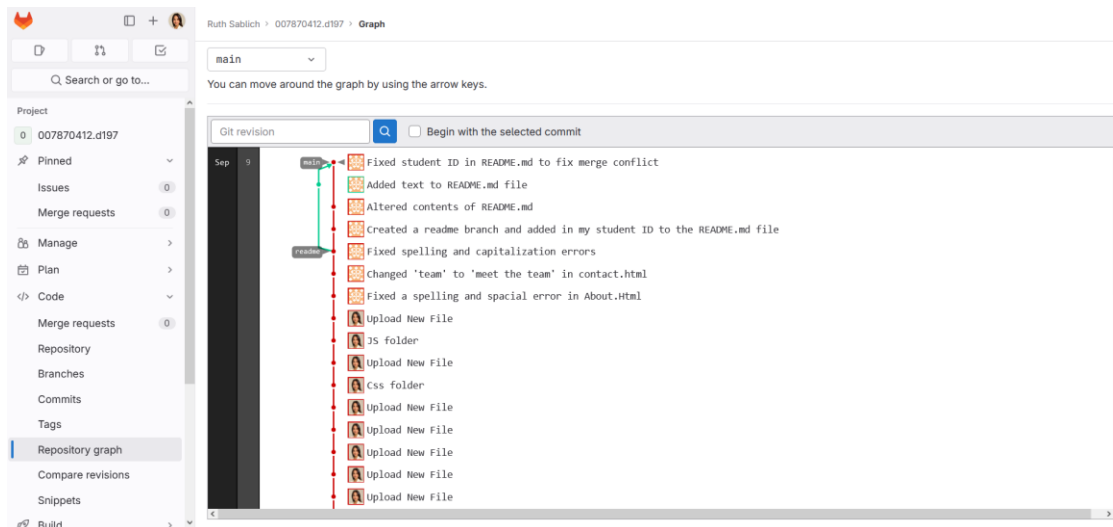 Ruth Sablich > 007870412.d197 > Graph
main
You can move around the graph by using the arrow keys.
Search or go to...
Project
0 007870412.d197
Pinned
Issues 0
Merge requests 0
Manage
Plan
Code
Merge requests 0
Repository
Branches
Commits
Tags
Repository graph
Compare revisions
Snippets
Build
Git revision
Begin with the selected commit
Sep 9
main
Fixed student ID in README.md to fix merge conflict
Added text to README.md file
Altered contents of README.md
Created a readme branch and added in my student ID to the README.md file
readme
Fixed spelling and capitalization errors
Changed 'team' to 'meet the team' in contact.html
Fixed a spelling and spacial error in About.Html
Upload New File
JS folder
Upload New File
Css folder
Upload New File
Upload New File
Upload New File
Upload New File
Upload New File